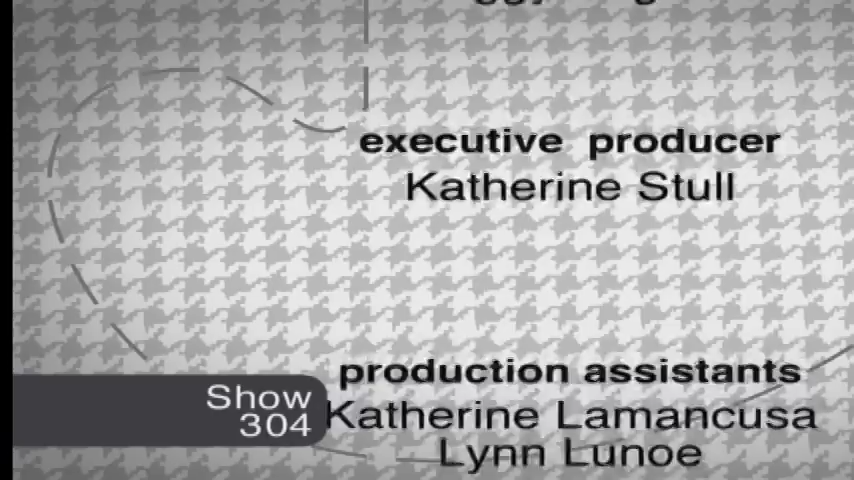 executive producer
Katherine Stull
production assistants
Show
304
Katherine Lamancusa
Lynn Lunoe